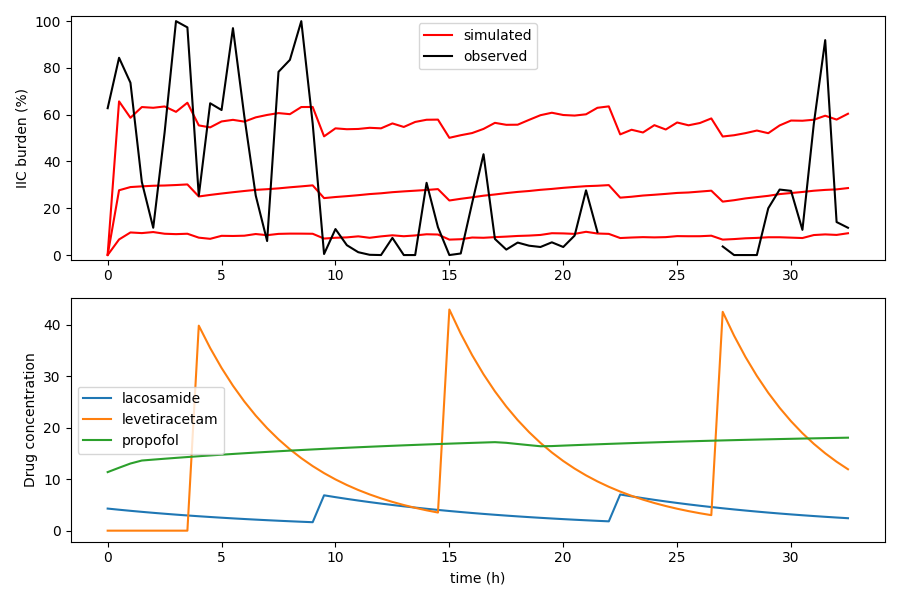 100
80
60
40
20
0
IIC burden (%)
simulated
observed
0 5 10 15 20 25 30
40
30
20
10
0
Drug concentration
lacosamide
levetiracetam
propofol
0 5 10 15 20 25 30
time (h)